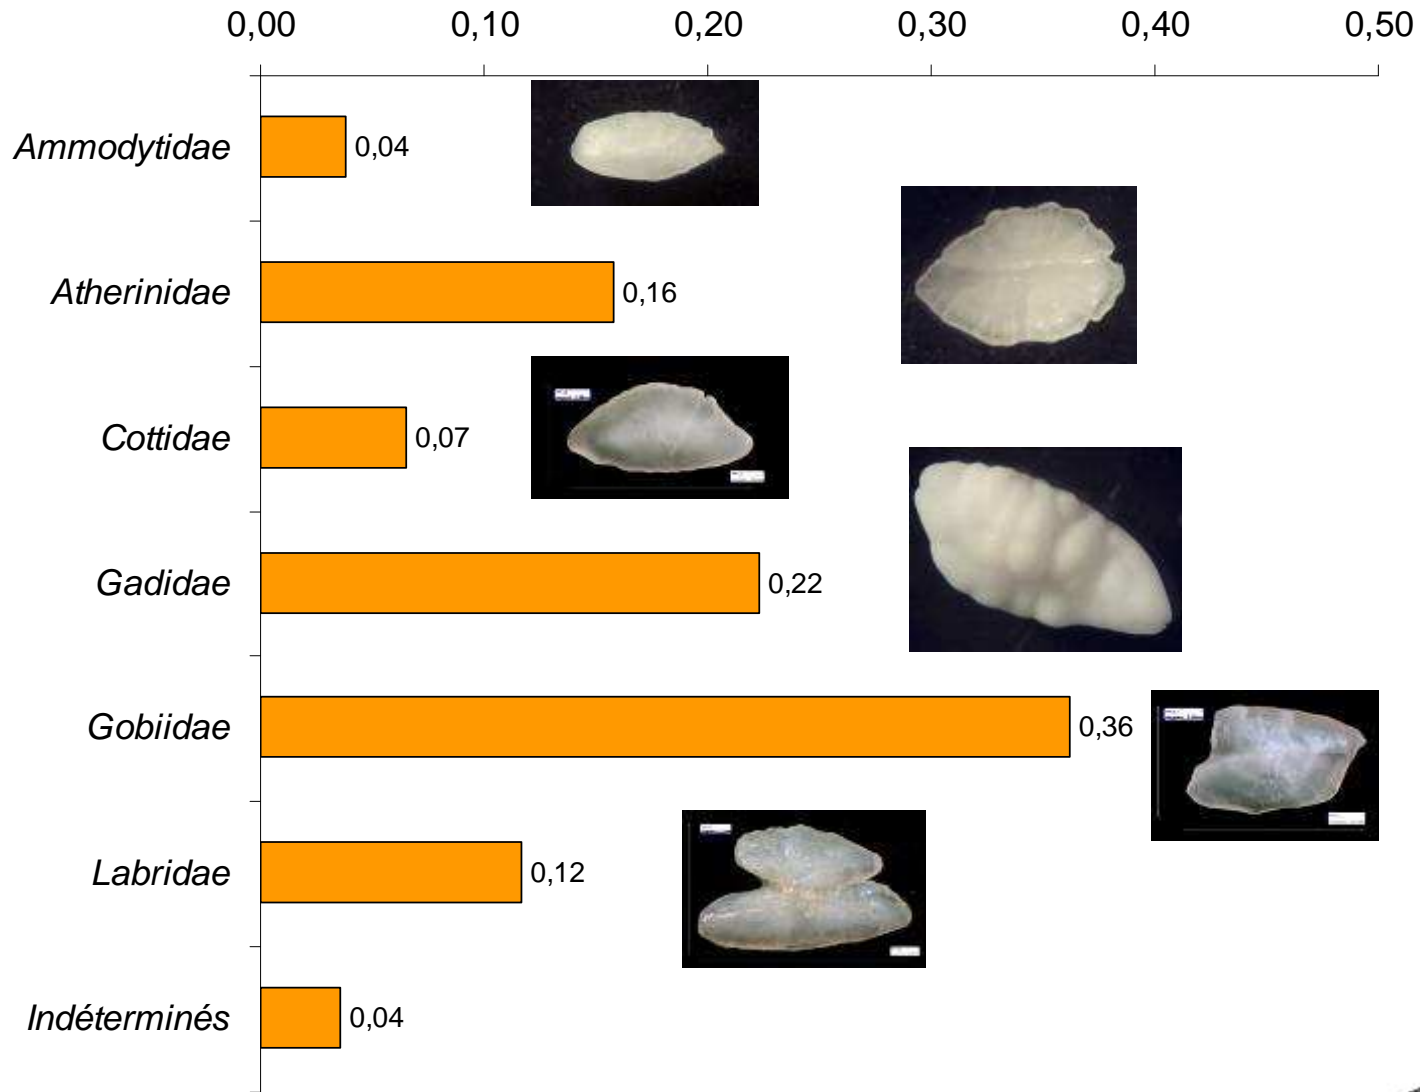 0,00 0,10 0,20 0,30 0,40 0,50
Ammodytidae 0,04
Atherinidae 0,16
Cottidae 0,07
Gadidae 0,22
Gobiidae 0,36
Labridae 0,12
Indéterminés 0,04